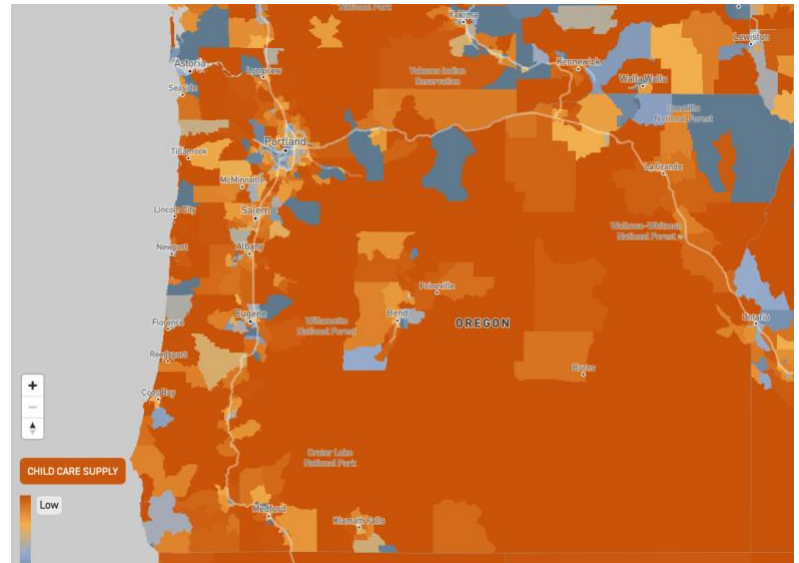 National Park
Yakima
Lewiston
Astoria
Longview
Kennewick
Seaside
Yakama Indian
Reservation
Walla Walla
Umatilla
National Forest
Portland
Tillamook
La Grande
McMinnville
Lincoln City
Salem
Wallowa-Whitman
National Forest
Newport
Albany
Prineville
Florence
Eugene
Willamette
National Forest
Bend
OREGON
Ontario
Reedsport
Burns
Coos Bay
+
−
Crater Lake
National Park
CHILD CARE SUPPLY
Low
Medford
Klamath Falls